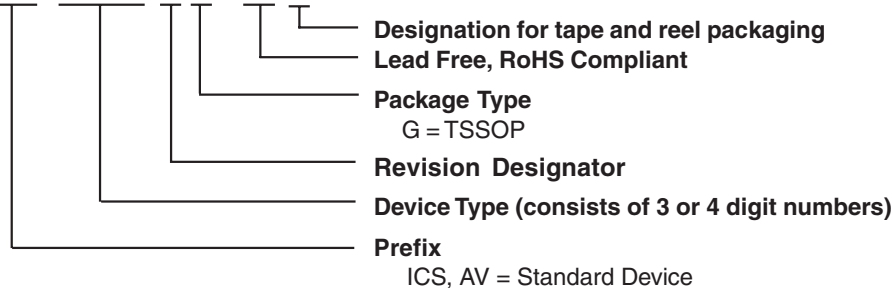 Designation for tape and reel packaging
Lead Free, RoHS Compliant
Package Type
G = TSSOP
Revision Designator
Device Type (consists of 3 or 4 digit numbers)
Prefix
ICS, AV = Standard Device